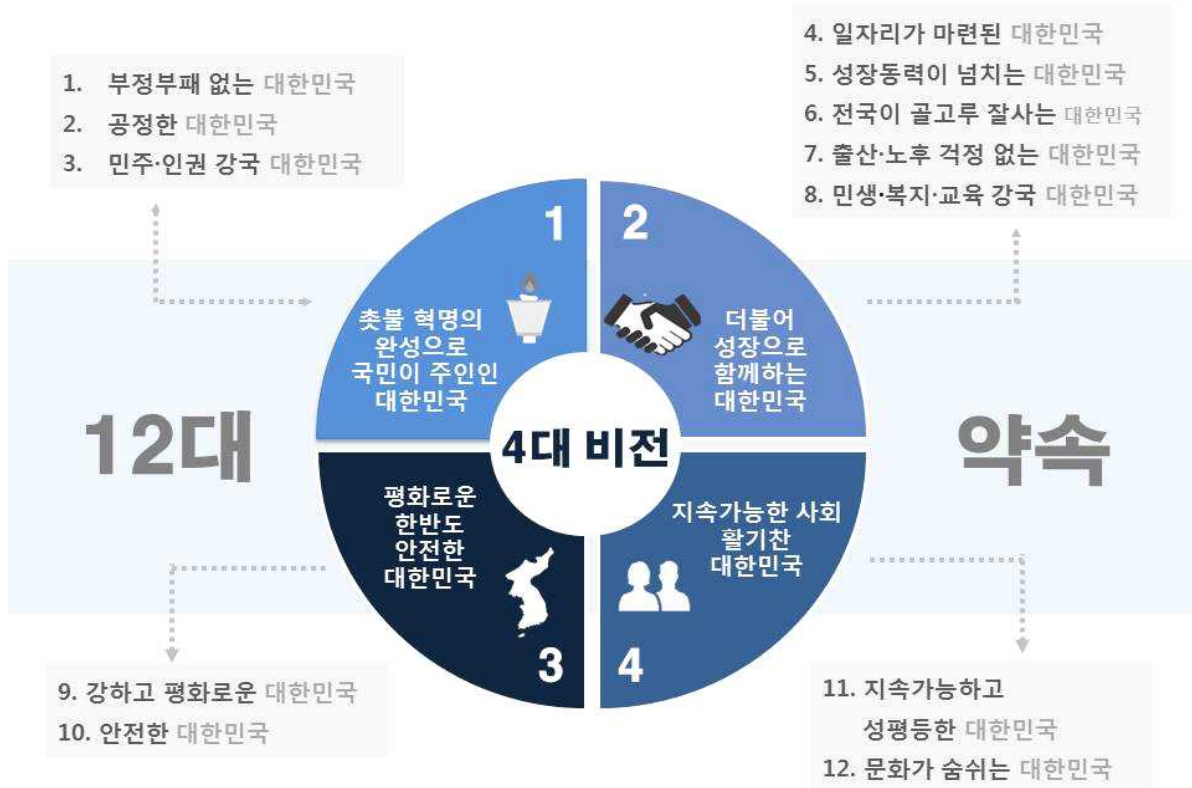 1. 부정부패 없는 대한민국
2. 공정한 대한민국
3. 민주·인권 강국 대한민국
4. 일자리가 마련된 대한민국
5. 성장동력이 넘치는 대한민국
6. 전국이 골고루 잘사는 대한민국
7. 출산·노후 걱정 없는 대한민국
8. 민생·복지·교육 강국 대한민국
1
촛불 혁명의
완성으로
국민이 주인인
대한민국
2
더불어
성장으로
함께하는
대한민국
12대
4대 비전
약속
평화로운
한반도
안전한
대한민국
3
지속가능한 사회
활기찬
대한민국
4
9. 강하고 평화로운 대한민국
10. 안전한 대한민국
11. 지속가능하고
성평등한 대한민국
12. 문화가 숨쉬는 대한민국